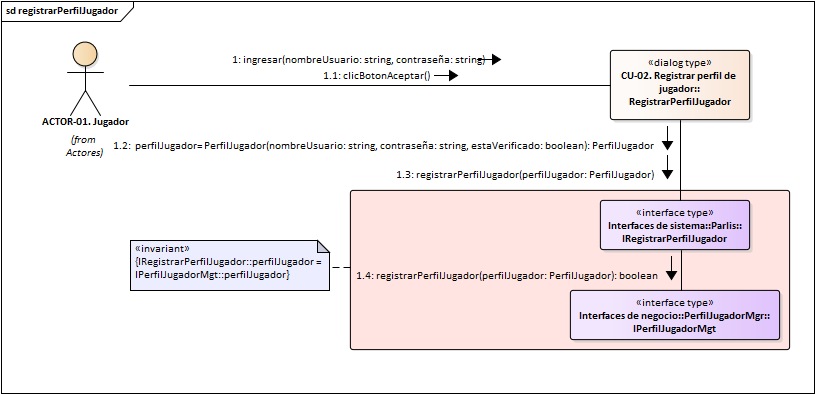 sd registrarPerfilJugador
1: ingresar(nombreUsuario: string, contraseña: string)
1.1: clicBotonAceptar()
«dialog type»
CU-02. Registrar perfil de
jugador::
RegistrarPerfilJugador
ACTOR-01. Jugador
(from
Actores)
1.2: perfilJugador= PerfilJugador(nombreUsuario: string, contraseña: string, estaVerificado: boolean): PerfilJugador
1.3: registrarPerfilJugador(perfilJugador: PerfilJugador)
«interface type»
Interfaces de sistema::Parlis::
IRegistrarPerfilJugador
«invariant»
{IRegistrarPerfilJugador::perfilJugador =
IPerfilJugadorMgt::perfilJugador}
1.4: registrarPerfilJugador(perfilJugador: PerfilJugador): boolean
«interface type»
Interfaces de negocio::PerfilJugadorMgr::
IPerfilJugadorMgt